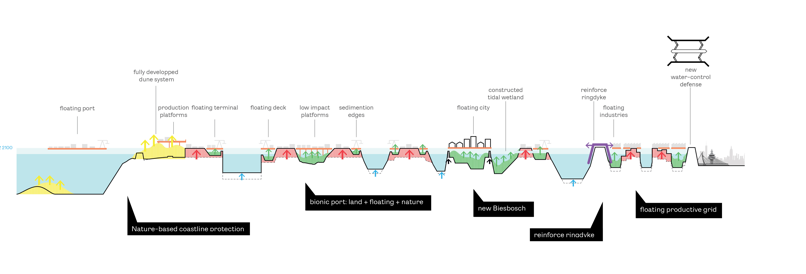 new
water-control
defense
fully developped
dune system
constructed
tidal wetland
reinforce
ringdyke
floating port
production
platforms
floating terminal
floating deck
low impact
platforms
sedimention
edges
floating city
floating
industries
2100
bionic port: land + floating + nature
new Biesbosch
floating productive grid
Nature-based coastline protection
reinforce ringdyke